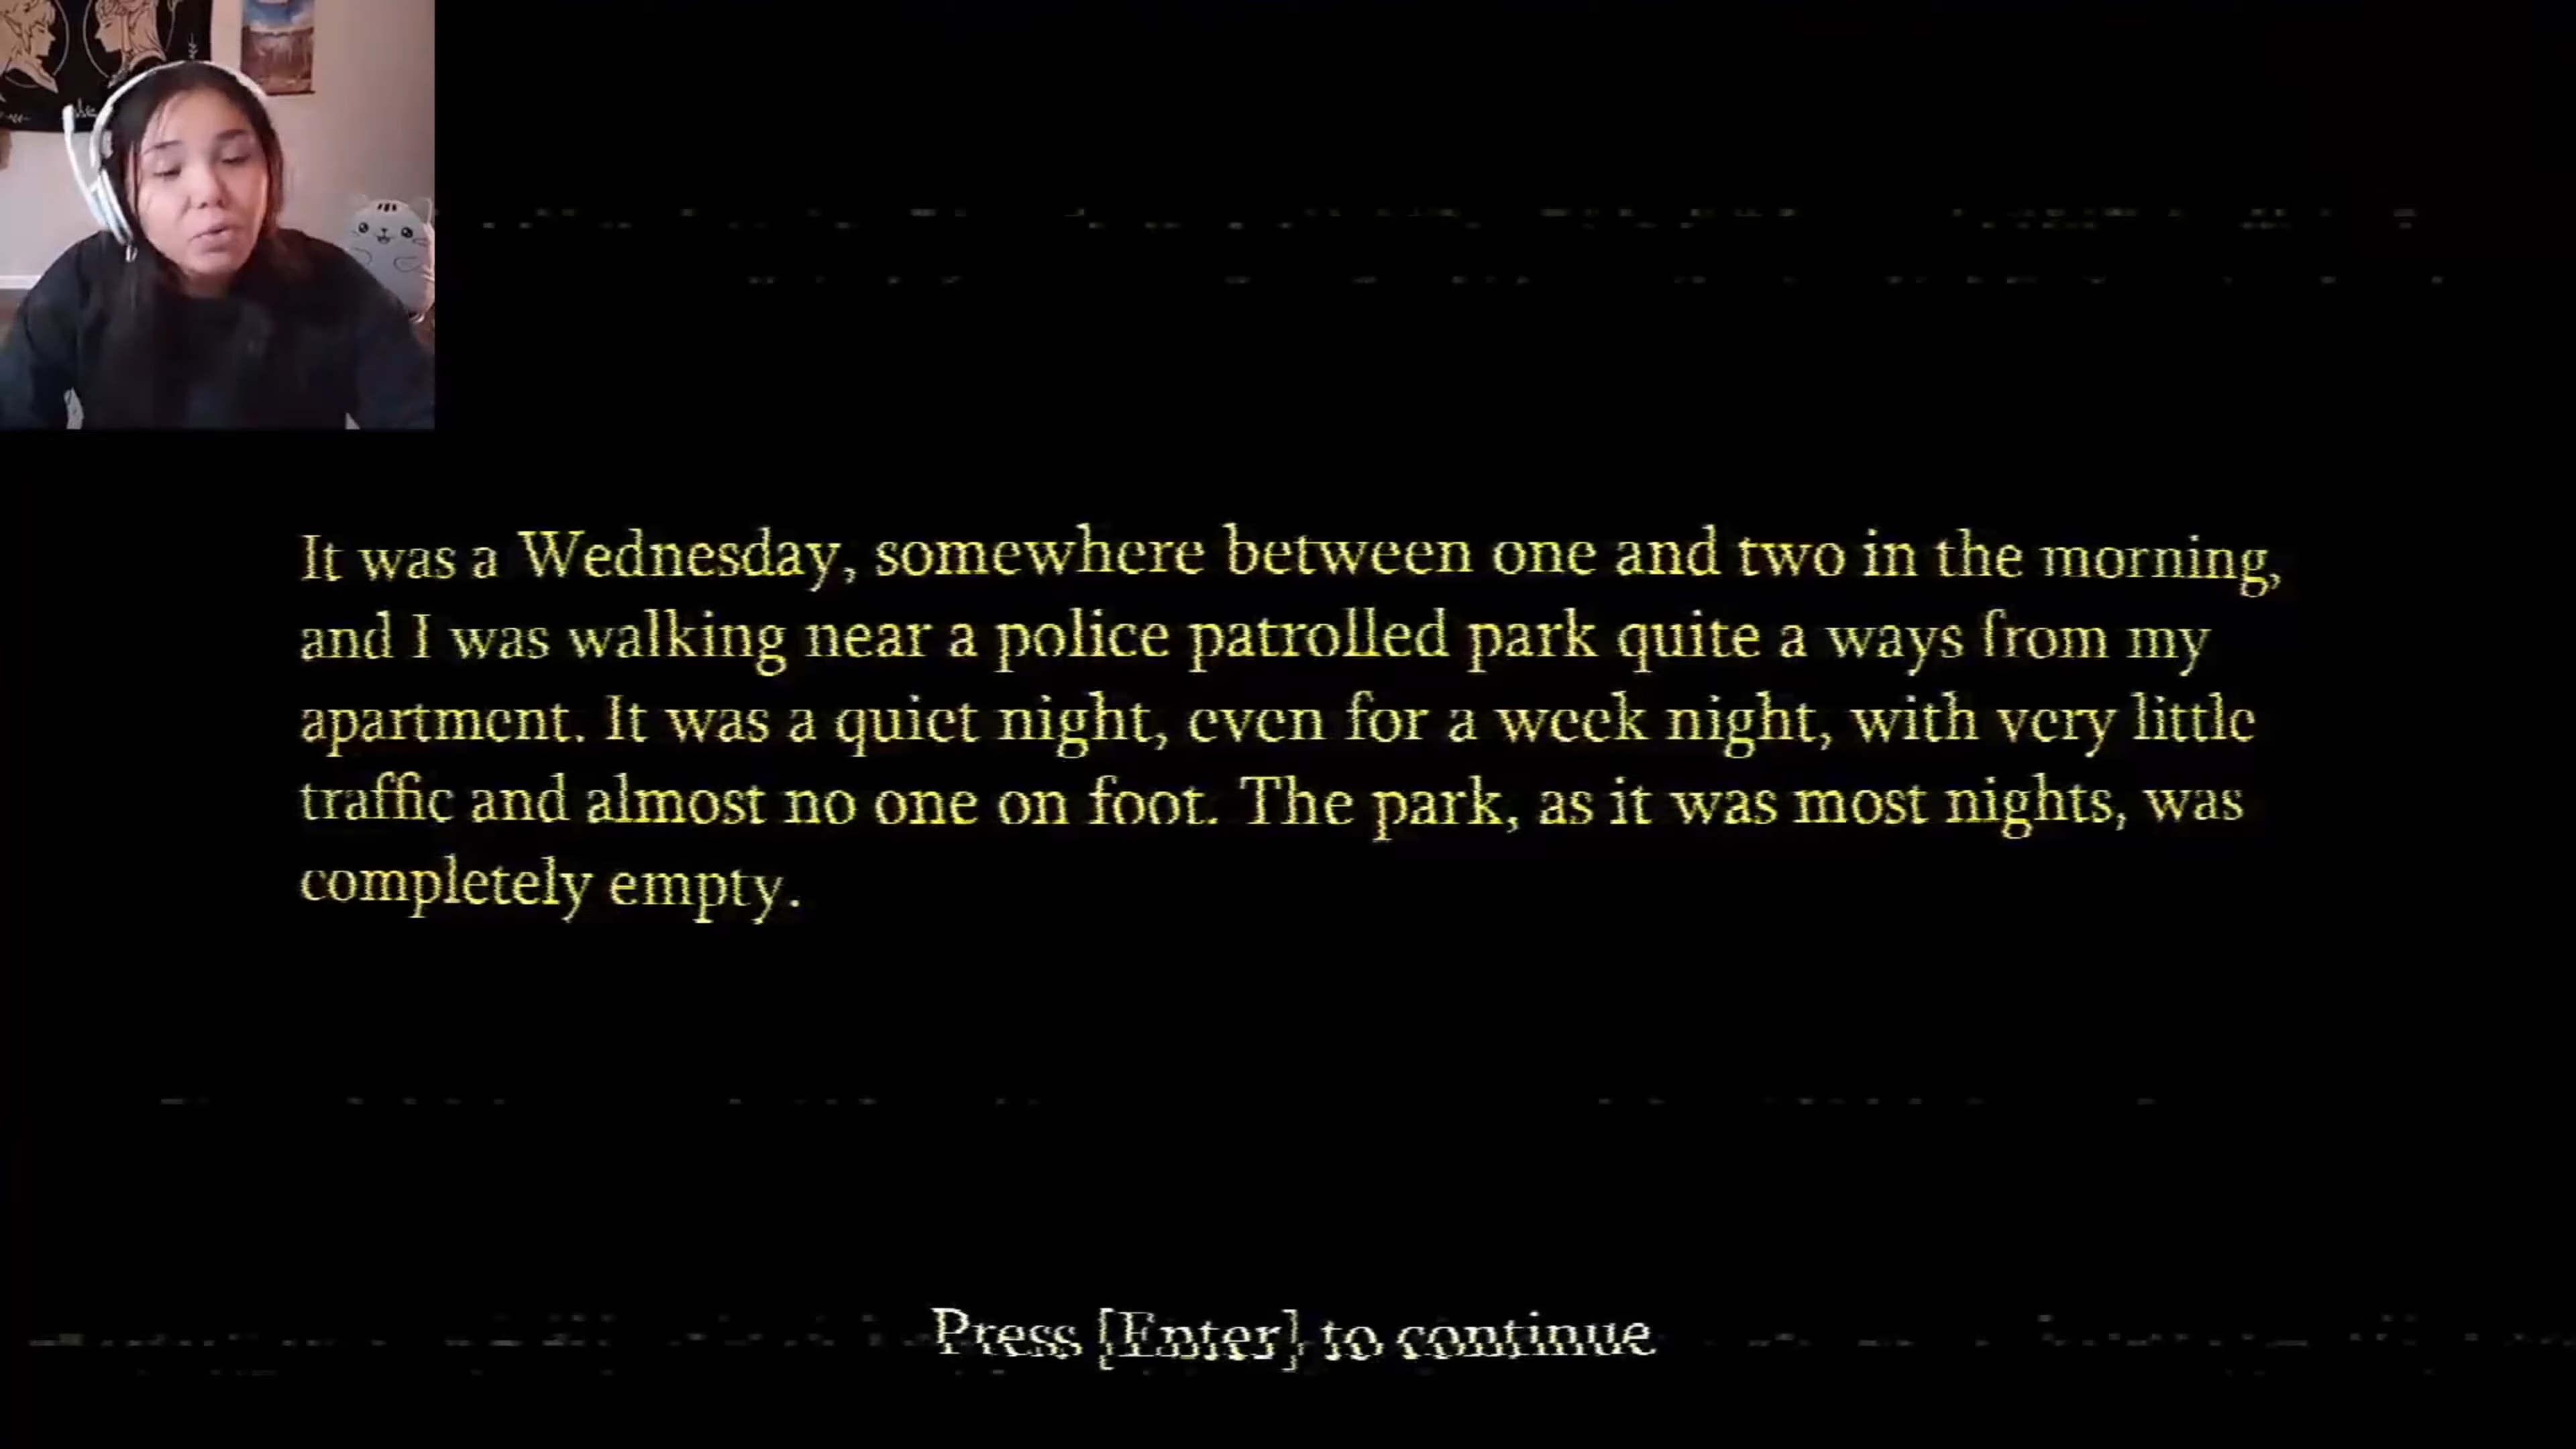 It was a Wednesday, somewhere between one and two in the morning,
and I was walking near a police patrolled park quite a ways from my
apartment. It was a quiet night, even for a week night, with very little
traffic and almost no one on foot. The park, as it was most nights, was
completely empty.
Press [Enter] to continue